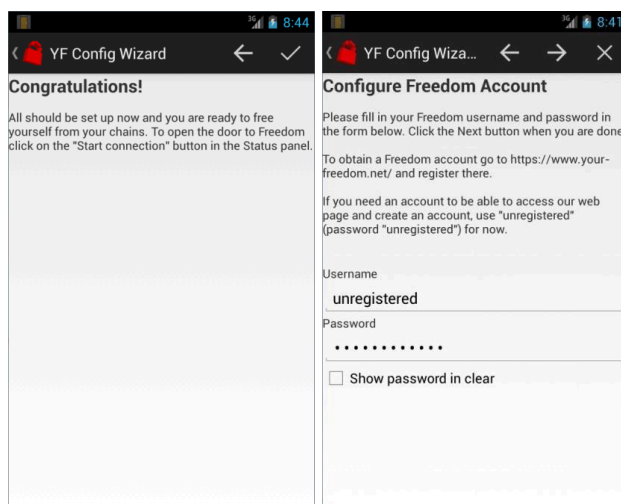 3G 8:44
YF Config Wizard
Congratulations!
All should be set up now and you are ready to free
yourself from your chains. To open the door to Freedom
click on the "Start connection" button in the Status panel.
3G 8:41
YF Config Wiza...
Configure Freedom Account
Please fill in your Freedom username and password in
the form below. Click the Next button when you are done
To obtain a Freedom account go to https://www.your-
freedom.net/ and register there.
If you need an account to be able to access our web
page and create an account, use "unregistered"
(password "unregistered") for now.
Username
unregistered
Password
••••••••••••
Show password in clear